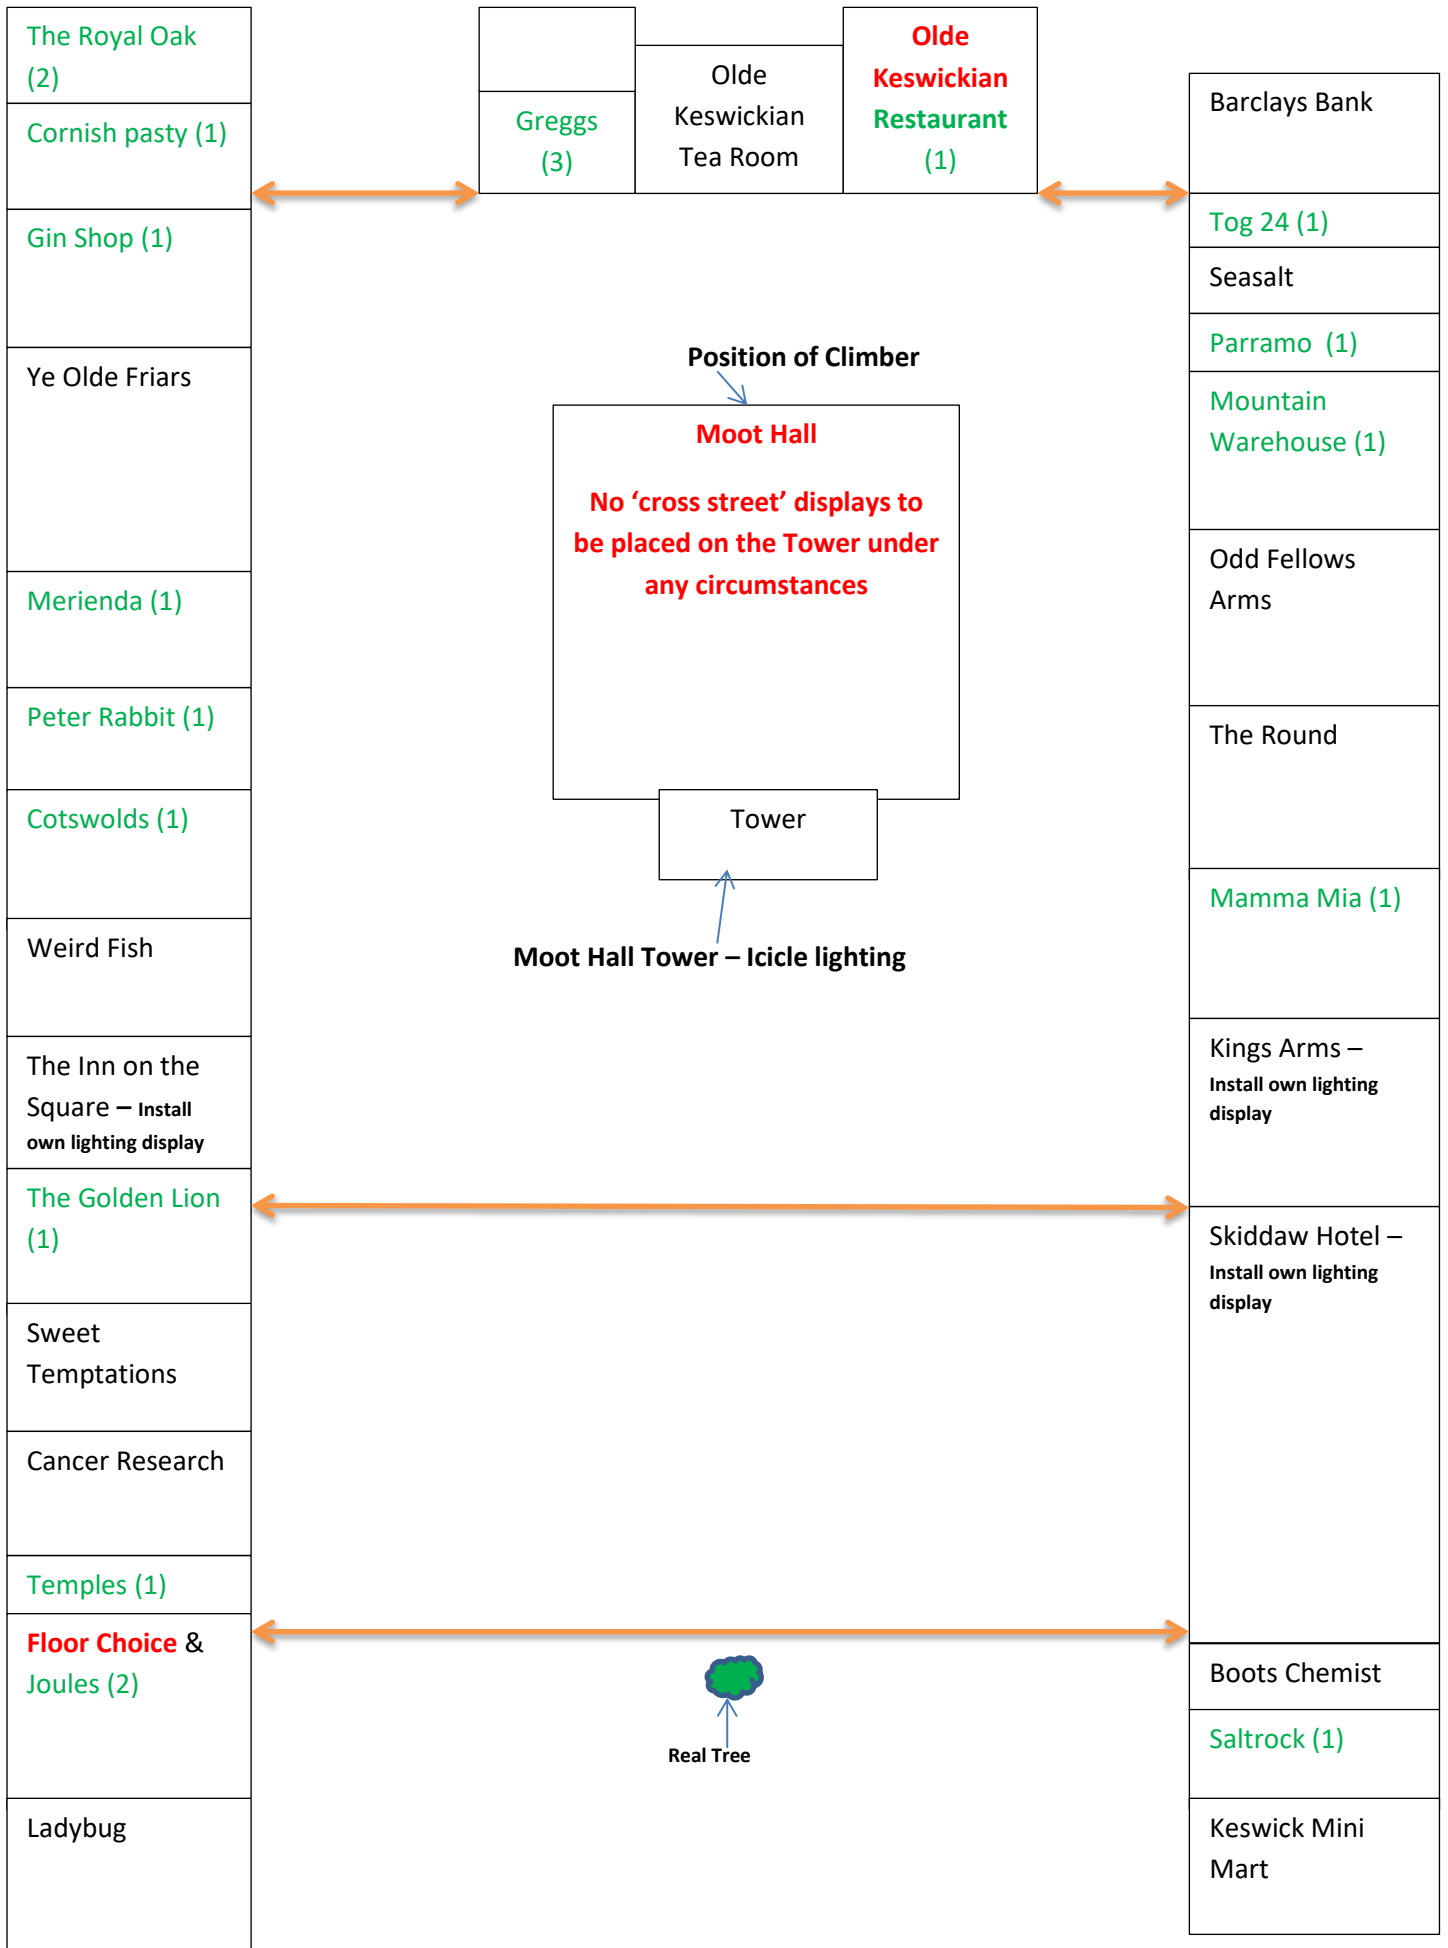 The Royal Oak
(2)
Cornish pasty (1)
Gin Shop (1)
Ye Olde Friars
Merienda (1)
Peter Rabbit (1)
Cotswolds (1)
Weird Fish
The Inn on the
Square – Install
own lighting display
The Golden Lion
(1)
Sweet
Temptations
Cancer Research
Temples (1)
Floor Choice &
Joules (2)
Ladybug
Greggs
(3)
Olde
Keswickian
Tea Room
Olde
Keswickian
Restaurant
(1)
Position of Climber
Moot Hall
No ‘cross street’ displays to
be placed on the Tower under
any circumstances
Tower
Moot Hall Tower – Icicle lighting
Real Tree
Barclays Bank
Tog 24 (1)
Seasalt
Parramo (1)
Mountain
Warehouse (1)
Odd Fellows
Arms
The Round
Mamma Mia (1)
Kings Arms –
Install own lighting
display
Skiddaw Hotel –
Install own lighting
display
Boots Chemist
Saltrock (1)
Keswick Mini
Mart